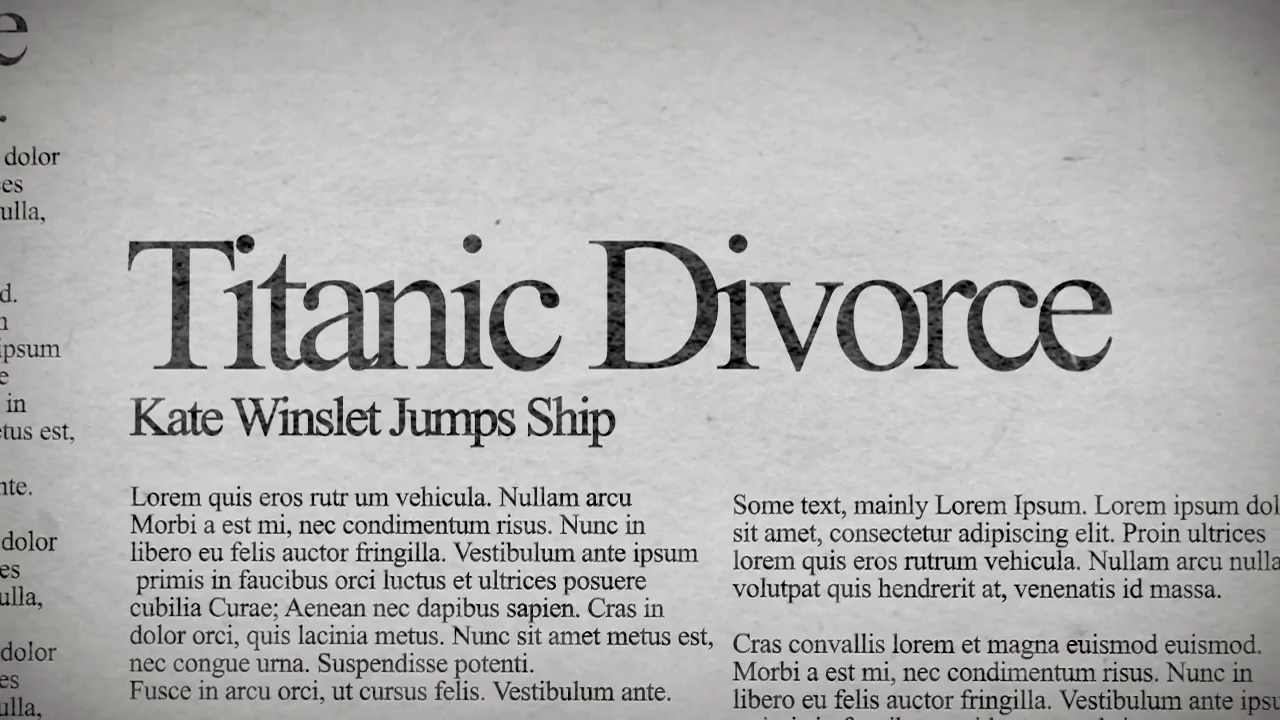 e
.
dolor
es
ulla,
d.
ipsum
e
in
etus est,
nte.
dolor
es
ulla,
dolor
es
ulla,
Titanic Divorce
Kate Winslet Jumps Ship
Lorem quis eros rutr um vehicula. Nullam arcu
Morbi a est mi, nec condimentum risus. Nunc in
libero eu felis auctor fringilla. Vestibulum ante ipsum
primis in faucibus orci luctus et ultrices posuere
cubilia Curae; Aenean nec dapibus sapien. Cras in
dolor orci, quis lacinia metus. Nunc sit amet metus est,
nec congue urna. Suspendisse potenti.
Fusce in arcu orci, ut cursus felis. Vestibulum ante.
Some text, mainly Lorem Ipsum. Lorem ipsum dol
sit amet, consectetur adipiscing elit. Proin ultrices
lorem quis eros rutrum vehicula. Nullam arcu nulla
volutpat quis hendrerit at, venenatis id massa.
Cras convallis lorem et magna euismod euismod.
Morbi a est mi, nec condimentum risus. Nunc in
libero eu felis auctor fringilla. Vestibulum ante ipsu